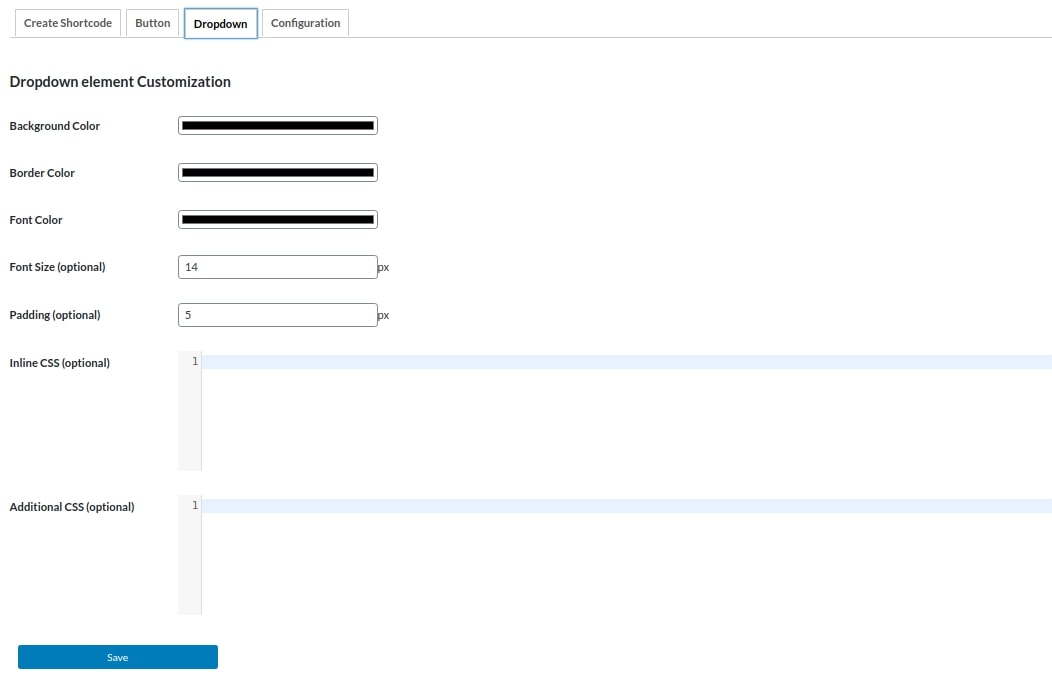 Create Shortcode Button Dropdown Configuration
Dropdown element Customization
Background Color
Border Color
Font Color
Font Size (optional) 14 px
Padding (optional) 5 px
Inline CSS (optional) 1
Additional CSS (optional) 1
Save